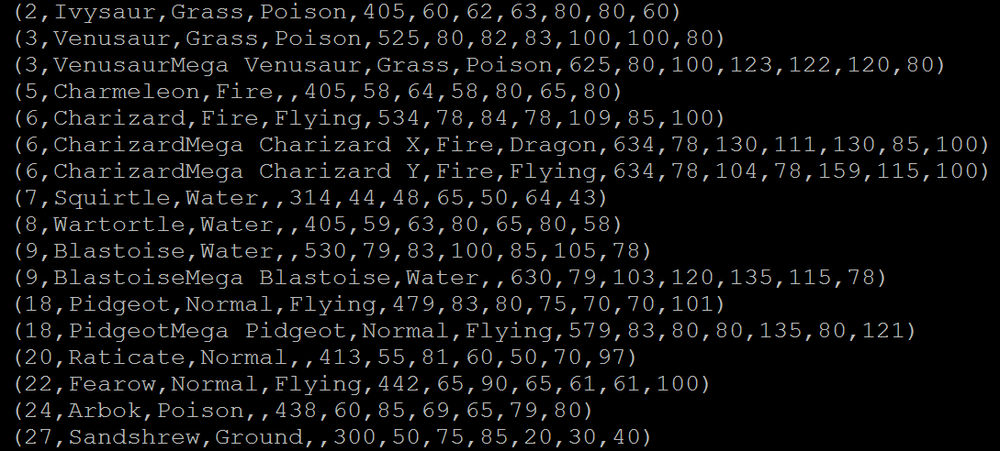 (2,Ivysaur,Grass,Poison,405,60,62,63,80,80,60)
(3,Venusaur,Grass,Poison,525,80,82,83,100,100,80)
(3,VenusaurMega Venusaur,Grass,Poison,625,80,100,123,122,120,80)
(5,Charmeleon,Fire,,405,58,64,58,80,65,80)
(6,Charizard,Fire,Flying,534,78,84,78,109,85,100)
(6,CharizardMega Charizard X,Fire,Dragon,634,78,130,111,130,85,100)
(6,CharizardMega Charizard Y,Fire,Flying,634,78,104,78,159,115,100)
(7,Squirtle,Water,,314,44,48,65,50,64,43)
(8,Wartortle,Water,,405,59,63,80,65,80,58)
(9,Blastoise,Water,,530,79,83,100,85,105,78)
(9,BlastoiseMega Blastoise,Water,,630,79,103,120,135,115,78)
(18,Pidgeot,Normal,Flying,479,83,80,75,70,70,101)
(18,PidgeotMega Pidgeot,Normal,Flying,579,83,80,80,135,80,121)
(20,Raticate,Normal,,413,55,81,60,50,70,97)
(22,Fearow,Normal,Flying,442,65,90,65,61,61,100)
(24,Arbok,Poison,,438,60,85,69,65,79,80)
(27,Sandshrew,Ground,,300,50,75,85,20,30,40)